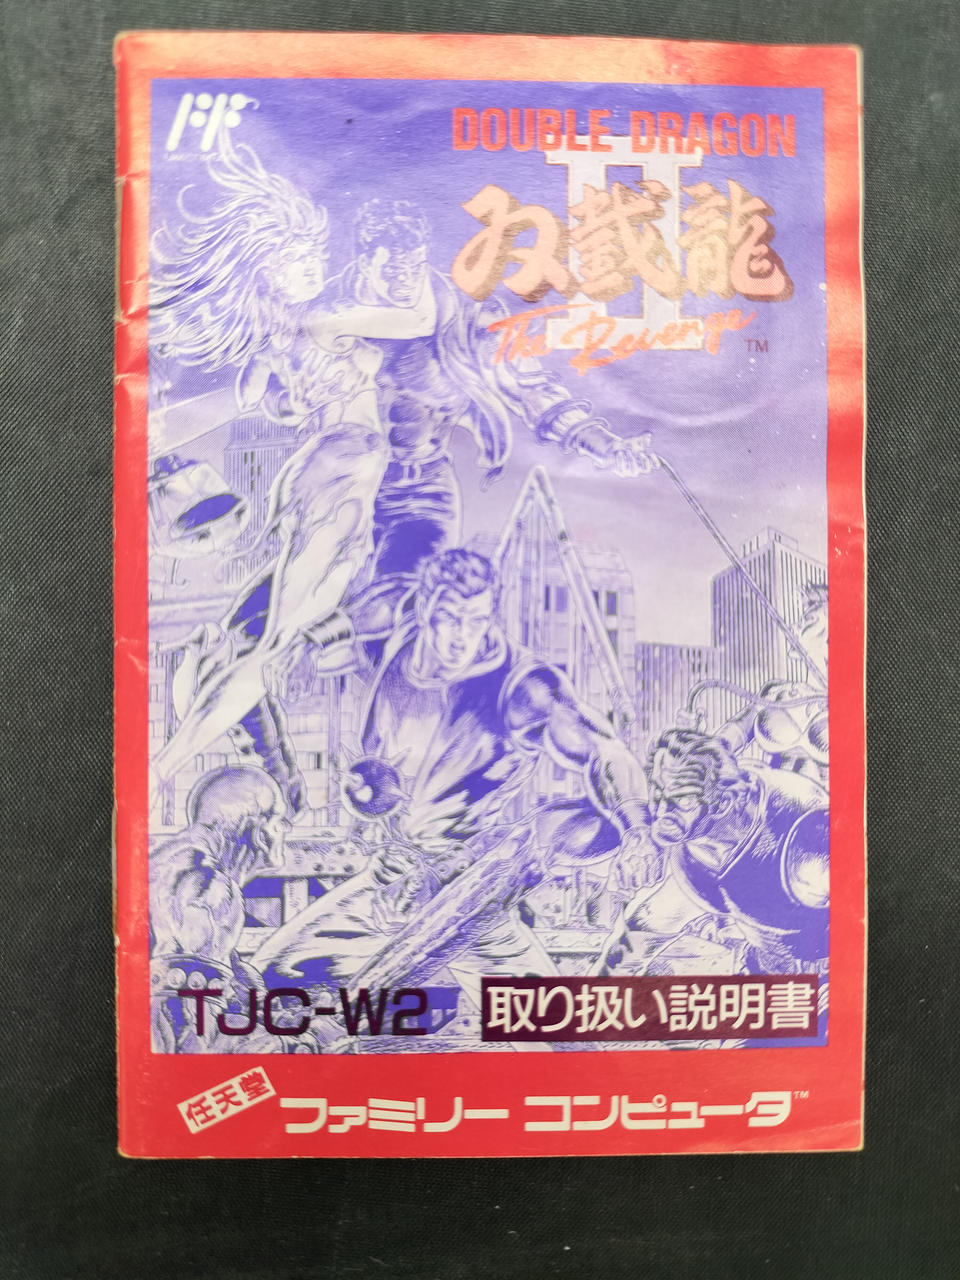 DOUBLE DRAGON
II
双截龍
The Revenge
TM
TJC-W2
取り扱い説明書
任天堂
ファミリー コンピュータ
TM